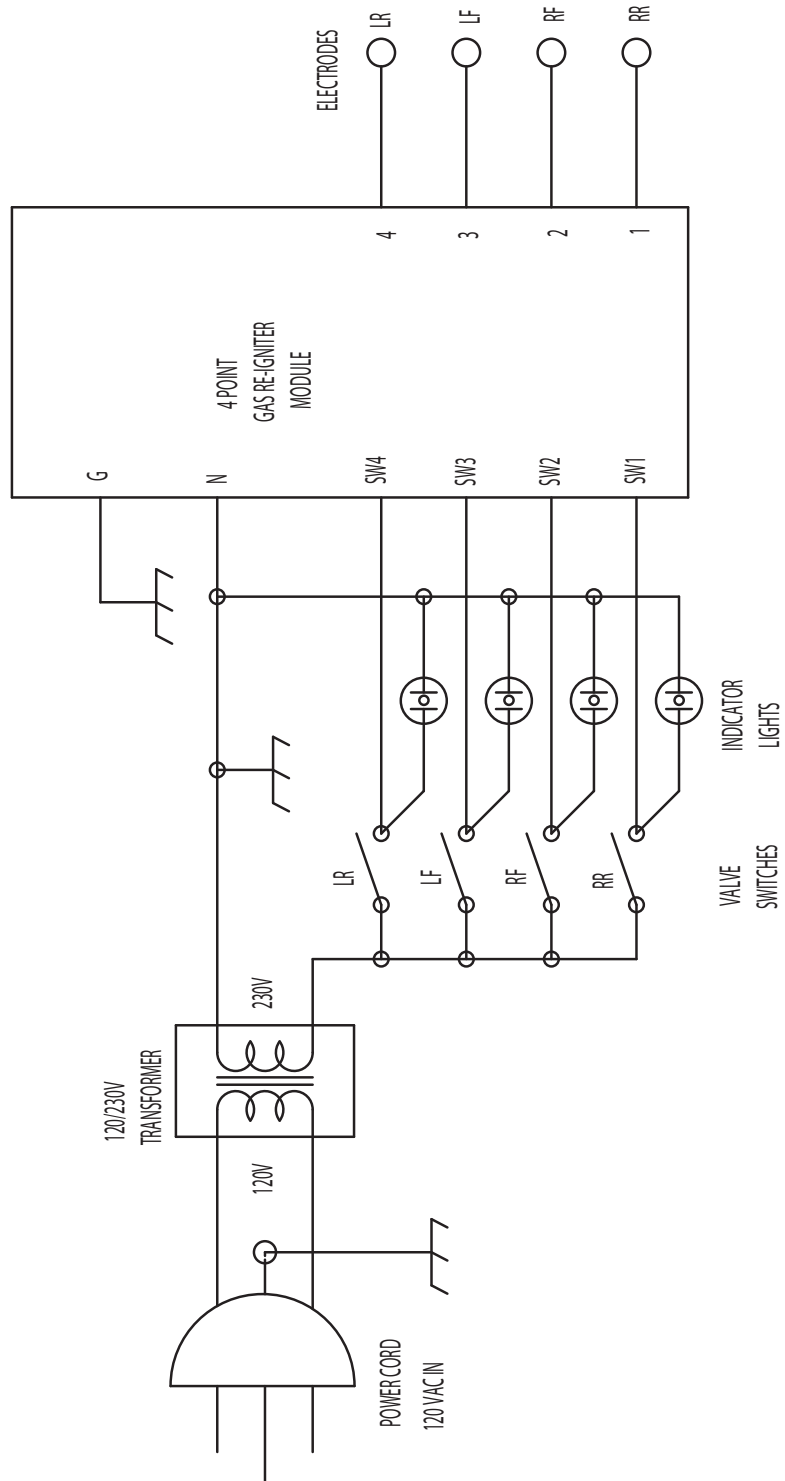 POWER CORD
120 VAC IN
120/230V
TRANSFORMER
120V
230V
LR
LF
RF
RR
VALVE
SWITCHES
INDICATOR
LIGHTS
G
N
SW4
SW3
SW2
SW1
4 POINT
GAS RE-IGNITER
MODULE
4
3
2
1
ELECTRODES
LR
LF
RF
RR